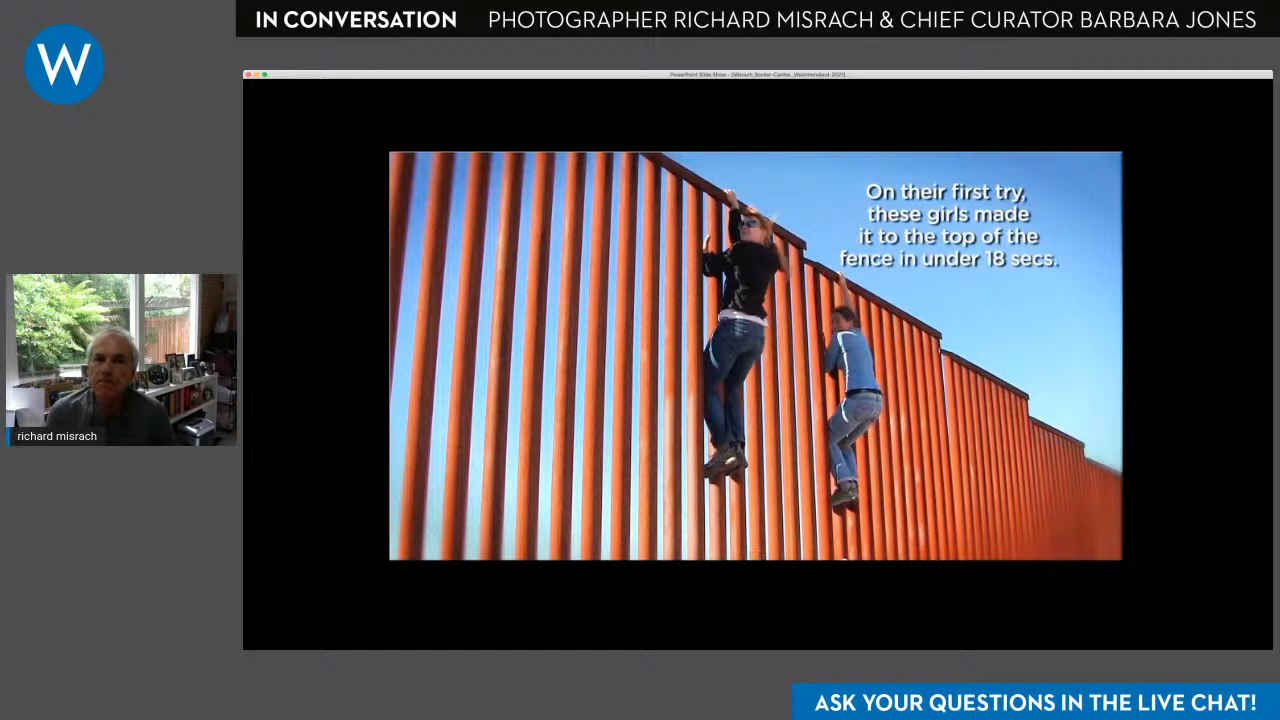 IN CONVERSATION PHOTOGRAPHER RICHARD MISRACH & CHIEF CURATOR BARBARA JONES
W
On their first try,
these girls made
it to the top of the
fence in under 18 secs.
richard misrach
ASK YOUR QUESTIONS IN THE LIVE CHAT!